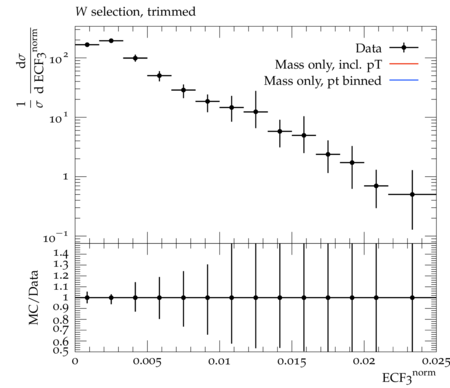 W selection, trimmed
1/σ dσ/d ECF3^norm
10^2
10^1
1
10^−1
Data
Mass only, incl. pT
Mass only, pt binned
MC/Data
1.4
1.3
1.2
1.1
1
0.9
0.8
0.7
0.6
0.5
0 0.005 0.01 0.015 0.02 0.025
ECF3^norm